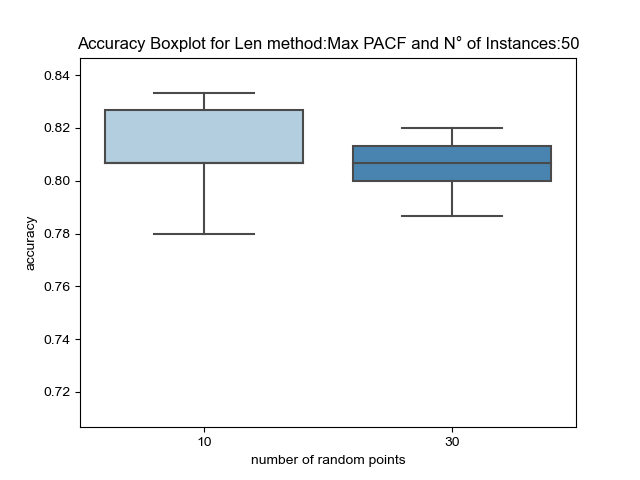 Accuracy Boxplot for Len method:Max PACF and N° of Instances:50
0.84
0.82
0.80
0.78
0.76
0.74
0.72
accuracy
10 30
number of random points